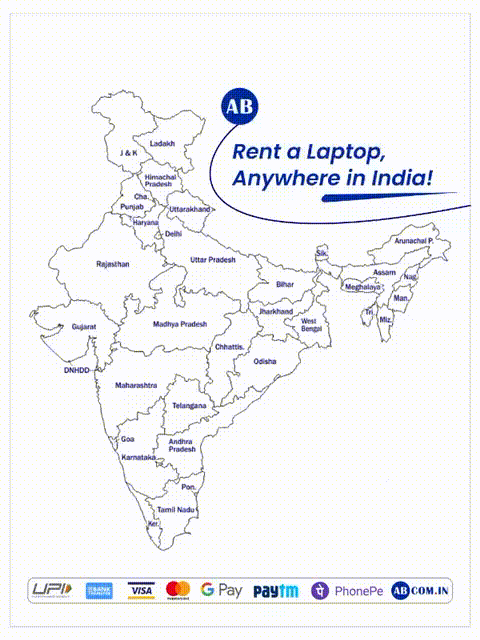 AB
Rent a Laptop,
Anywhere in India!
J & K
Ladakh
Himachal
Pradesh
Cha.
Punjab
Uttarakhand
Haryana
Delhi
Rajasthan
Uttar Pradesh
Sik.
Arunachal P.
Assam
Nag.
Meghalaya
Man.
Tri.
Miz.
Bihar
Jharkhand
West
Bengal
Gujarat
Madhya Pradesh
Chhattis.
Odisha
DNHDD
Maharashtra
Telangana
Goa
Karnataka
Andhra
Pradesh
Pon.
Tamil Nadu
Ker.
UPI
BANK
TRANSFER
VISA
mastercard
G Pay
paytm
PhonePe
AB COM.IN